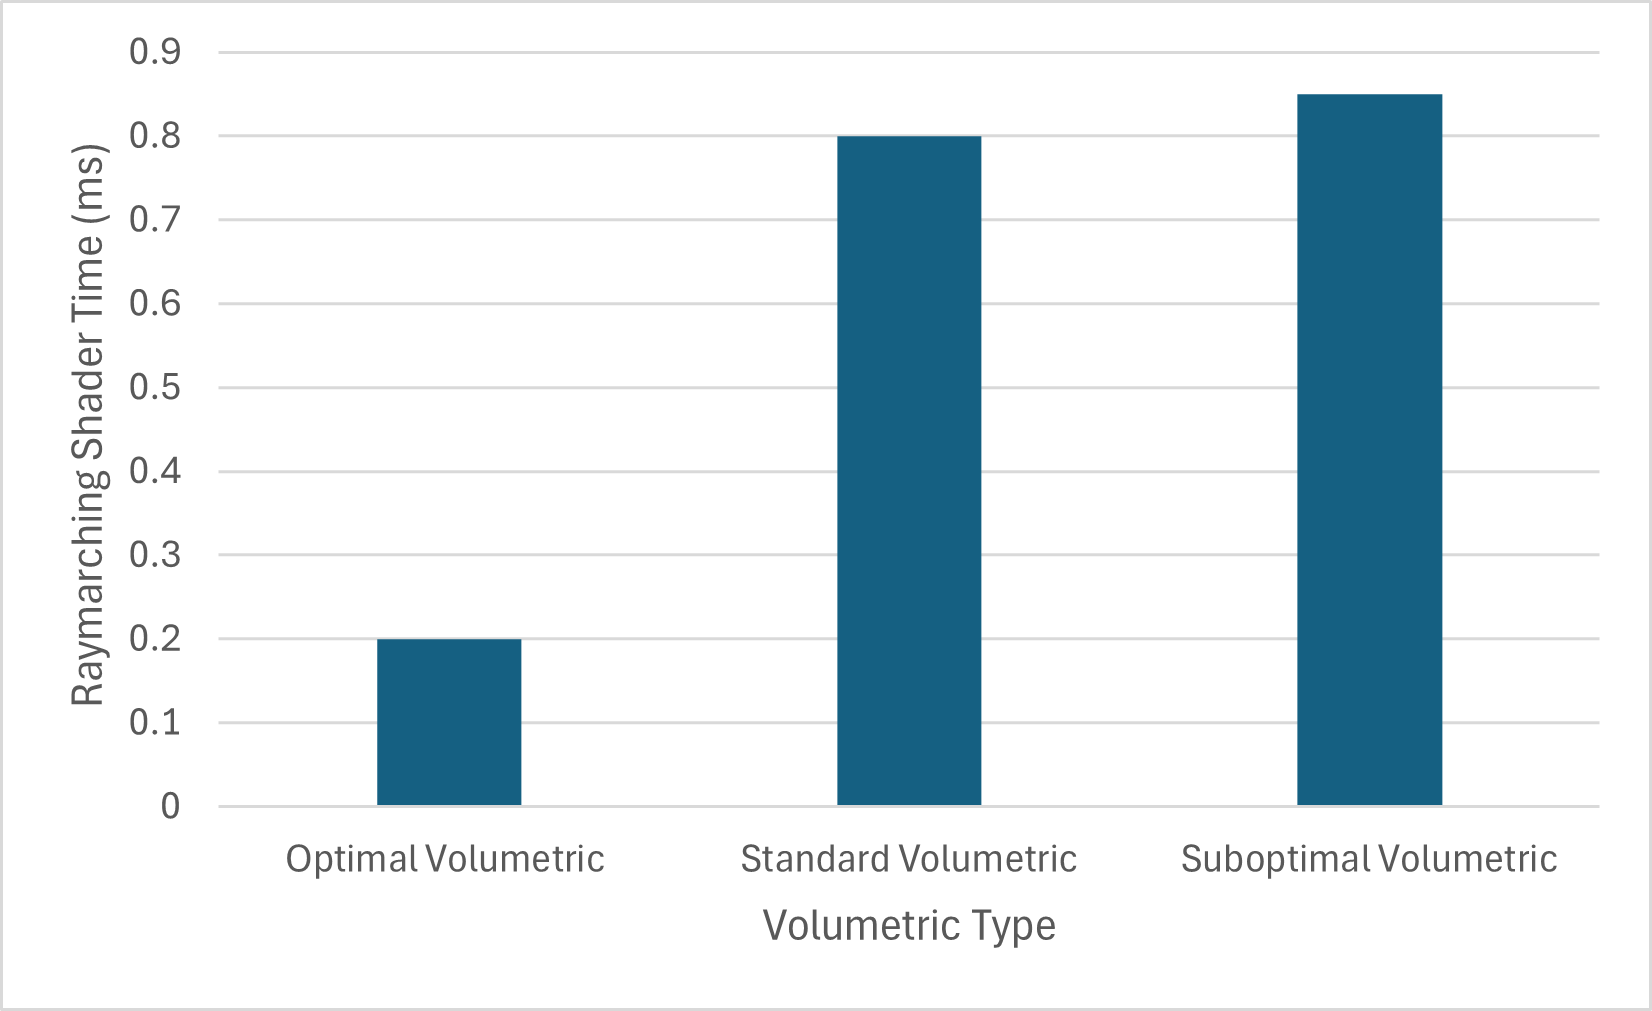 0.9
0.8
0.7
0.6
0.5
0.4
0.3
0.2
0.1
0
Raymarching Shader Time (ms)
Optimal Volumetric
Standard Volumetric
Suboptimal Volumetric
Volumetric Type